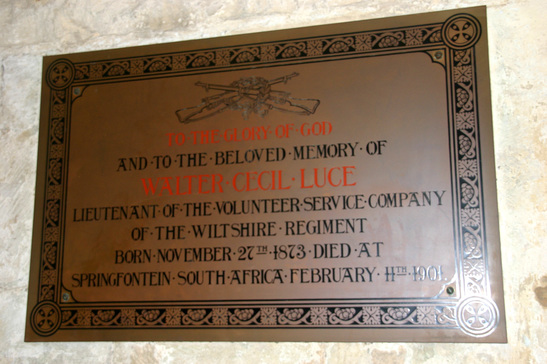 TO·THE·GLORY·OF·GOD
AND·TO·THE·BELOVED·MEMORY·OF
WALTER·CECIL·LUCE
LIEUTENANT·OF·THE·VOLUNTEER·SERVICE·COMPANY
OF·THE·WILTSHIRE·REGIMENT
BORN·NOVEMBER·27TH·1873·DIED·AT
SPRINGFONTEIN·SOUTH·AFRICA·FEBRUARY·11TH·1901·